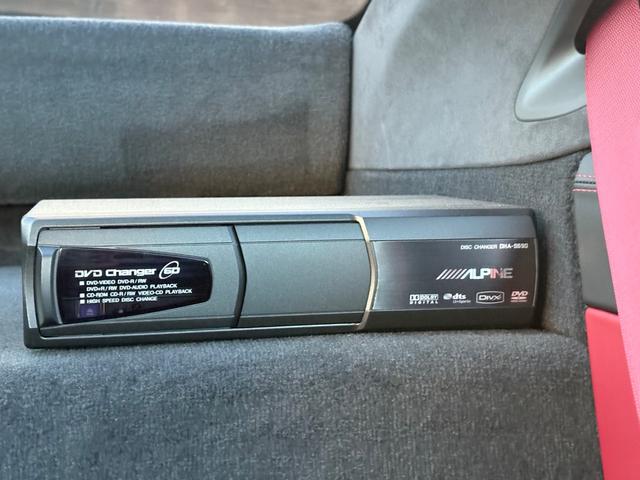 DVD Changer 6D
DVD-VIDEO DVD-R/RW
DVD+R/RW DVD-AUDIO PLAYBACK
CD-ROM CD-R/RW VIDEO-CD PLAYBACK
HIGH SPEED DISC CHANGE
DISC CHANGER DHA-S690
ALPINE
DOLBY
DIGITAL
dts
DivX
DVD